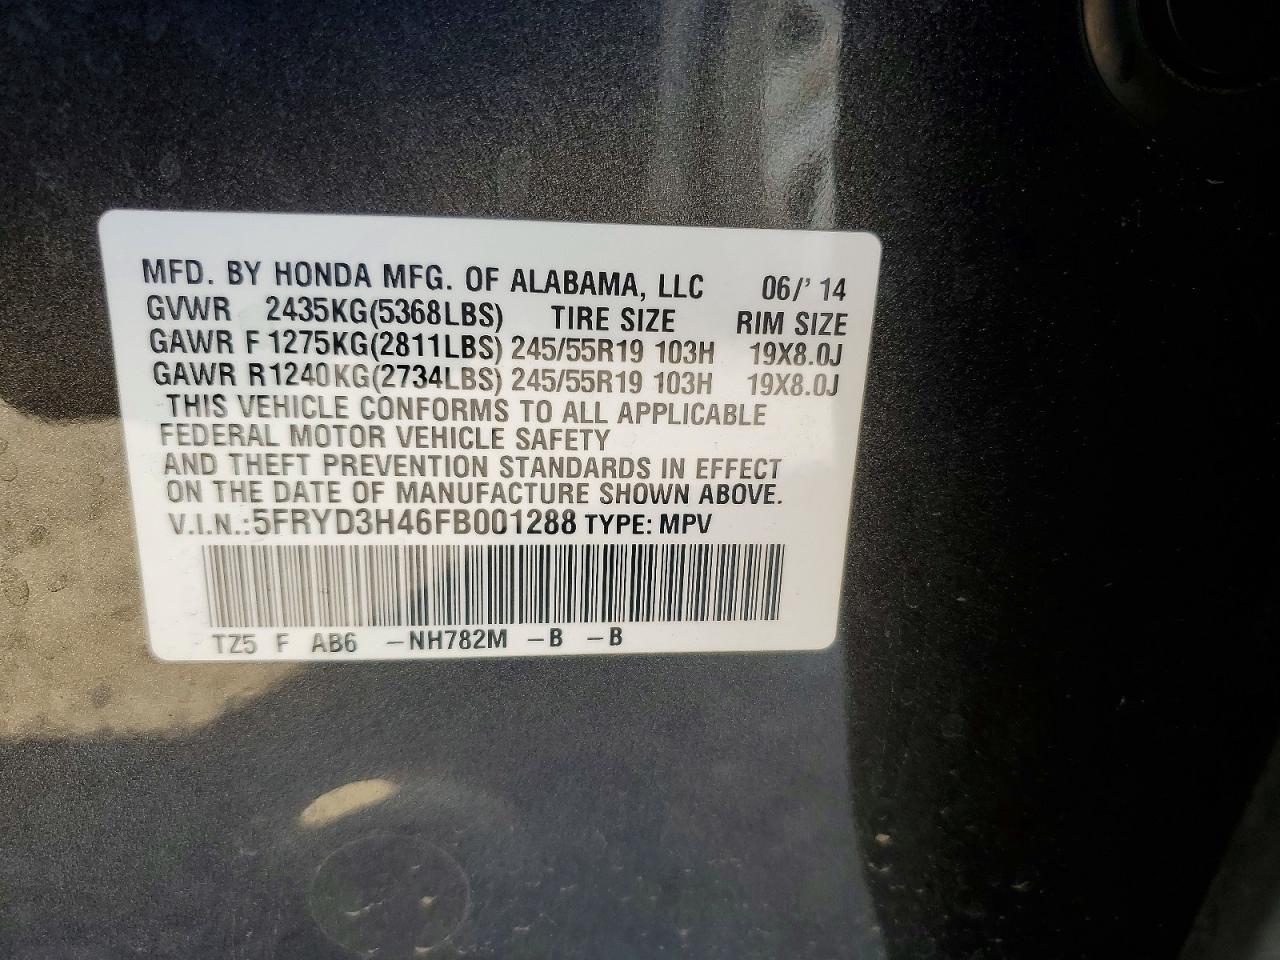 MFD. BY HONDA MFG. OF ALABAMA, LLC 06/' 14
GVWR 2435KG(5368LBS) TIRE SIZE RIM SIZE
GAWR F 1275KG(2811LBS) 245/55R19 103H 19X8.0J
GAWR R1240KG(2734LBS) 245/55R19 103H 19X8.0J
THIS VEHICLE CONFORMS TO ALL APPLICABLE
FEDERAL MOTOR VEHICLE SAFETY
AND THEFT PREVENTION STANDARDS IN EFFECT
ON THE DATE OF MANUFACTURE SHOWN ABOVE.
V.I.N.:5FRYD3H46FB001288 TYPE: MPV
TZ5 F AB6 –NH782M –B –B